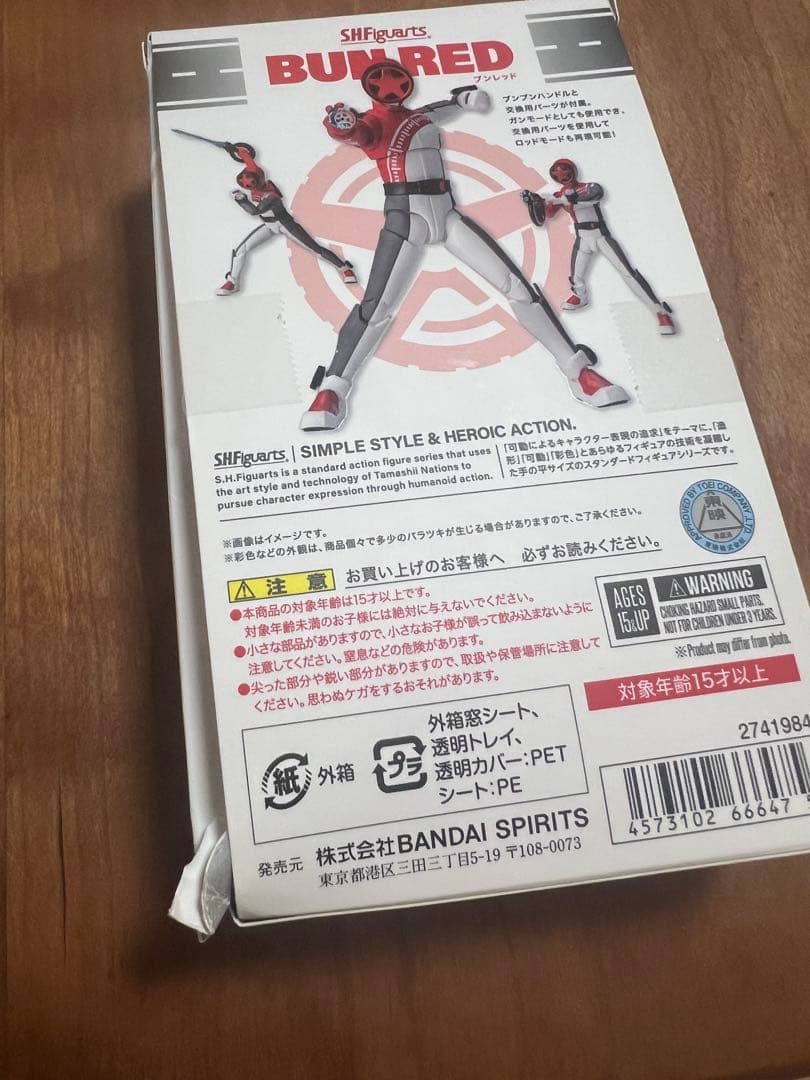 S.H.Figuarts
BUN RED
ブンレッド
ブンブンハンドルと
交換用パーツが付属。
ガンモードとしても使用でき、
交換用パーツを使用して
ロッドモードも再現可能！
S.H.Figuarts. SIMPLE STYLE & HEROIC ACTION.
S.H.Figuarts is a standard action figure series that uses
the art style and technology of Tamashii Nations to
pursue character expression through humanoid action.
「可動によるキャラクター表現の追求」をテーマに、「造
形」「可動」「彩色」とあらゆるフィギュアの技術を凝縮し
た手の平サイズのスタンダードフィギュアシリーズです。
APPROVED BY TOEI COMPANY, LTD.
東映
※画像はイメージです。
※彩色などの外観は、商品個々で多少のバラツキが生じる場合がありますので、ご了承ください。
注意 お買い上げのお客様へ 必ずお読みください。
●本商品の対象年齢は15才以上です。
対象年齢未満のお子様には絶対に与えないでください。
●小さな部品がありますので、小さなお子様が誤って飲み込まないように
注意してください。窒息などの危険があります。
●尖った部分や鋭い部分がありますので、取扱や保管場所に注意して
ください。思わぬケガをするおそれがあります。
AGES
15&UP
WARNING
CHOKING HAZARD SMALL PARTS.
NOT FOR CHILDREN UNDER 3 YEARS.
※Product may differ from photo.
対象年齢15才以上
紙 外箱
プラ
外箱窓シート、
透明トレイ、
透明カバー：PET
シート：PE
2741984
4573102 66647
発売元 株式会社BANDAI SPIRITS
東京都港区三田三丁目5-19 〒108-0073